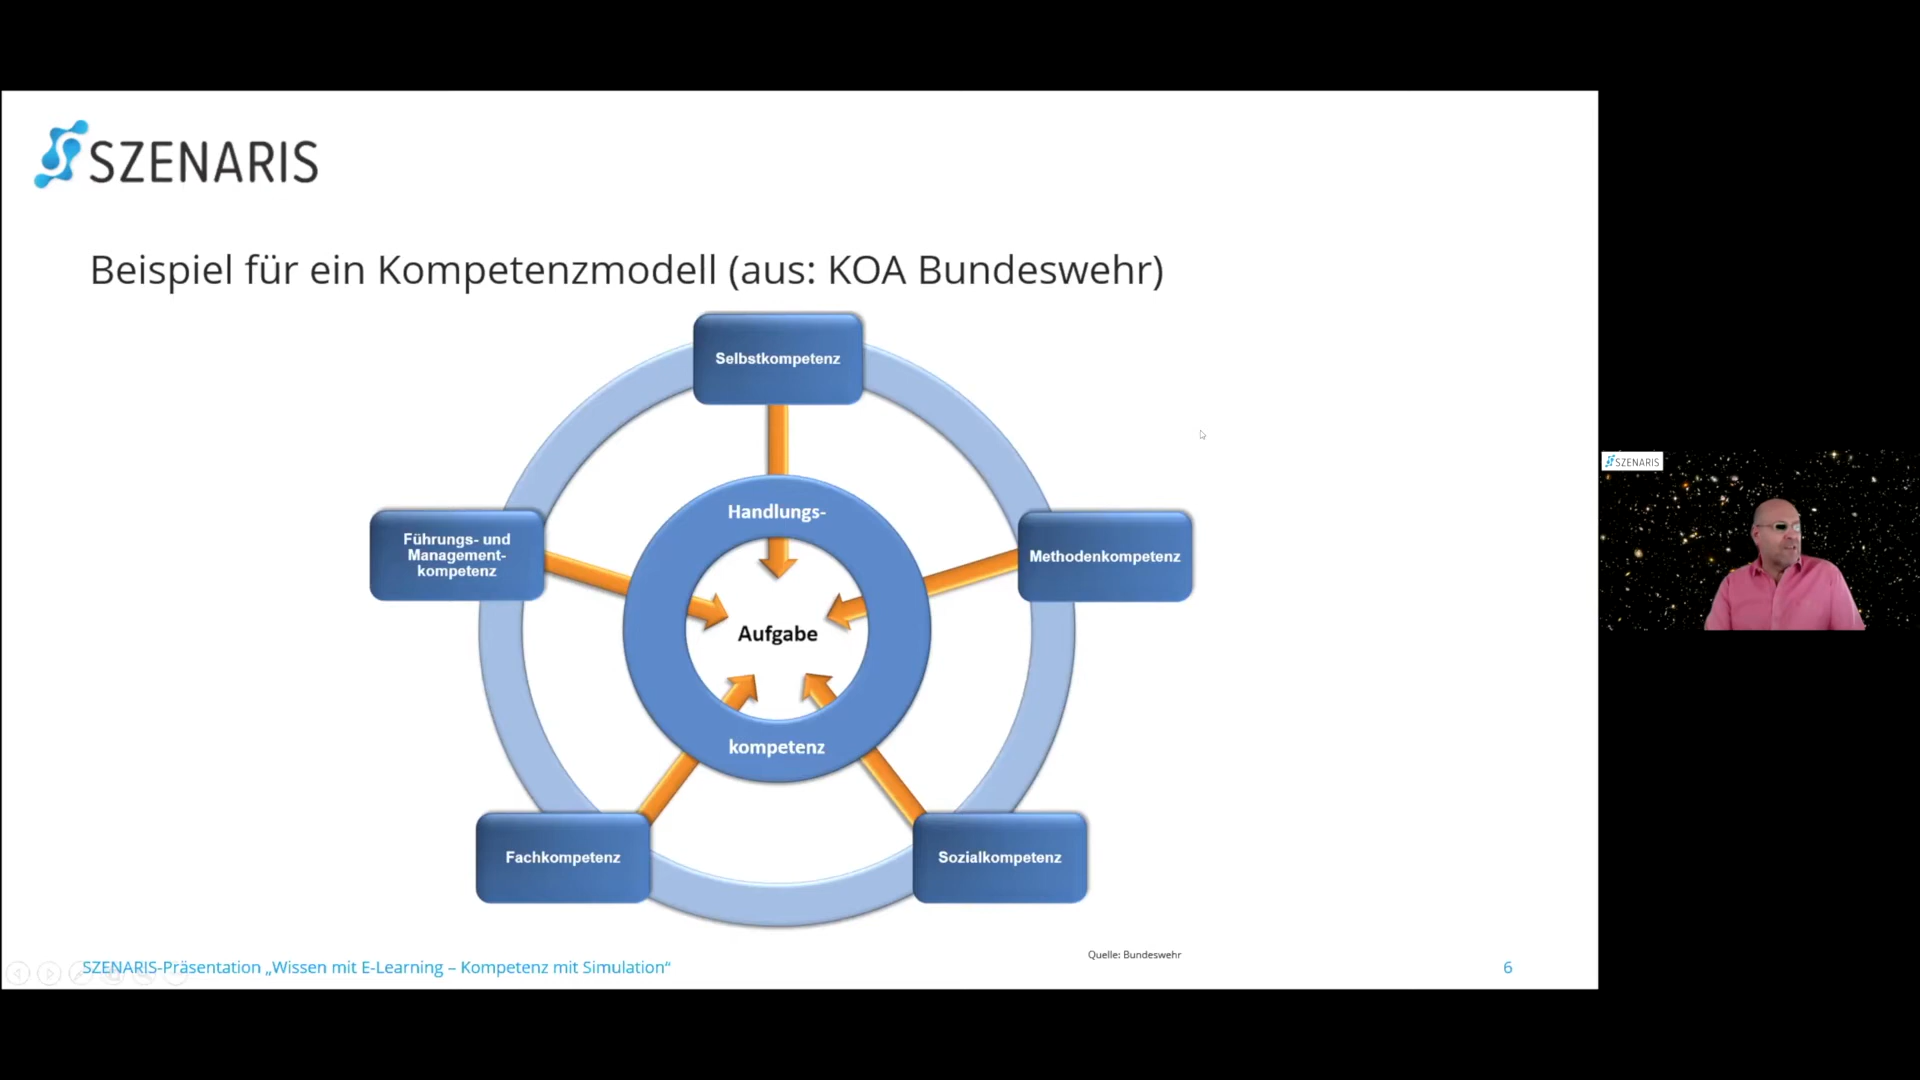 SZENARIS
Beispiel für ein Kompetenzmodell (aus: KOA Bundeswehr)
Selbstkompetenz
Handlungs-
Führungs- und
Management-
kompetenz
Methodenkompetenz
SZENARIS
Aufgabe
kompetenz
Fachkompetenz
Sozialkompetenz
Quelle: Bundeswehr
SZENARIS-Präsentation „Wissen mit E-Learning – Kompetenz mit Simulation“
6